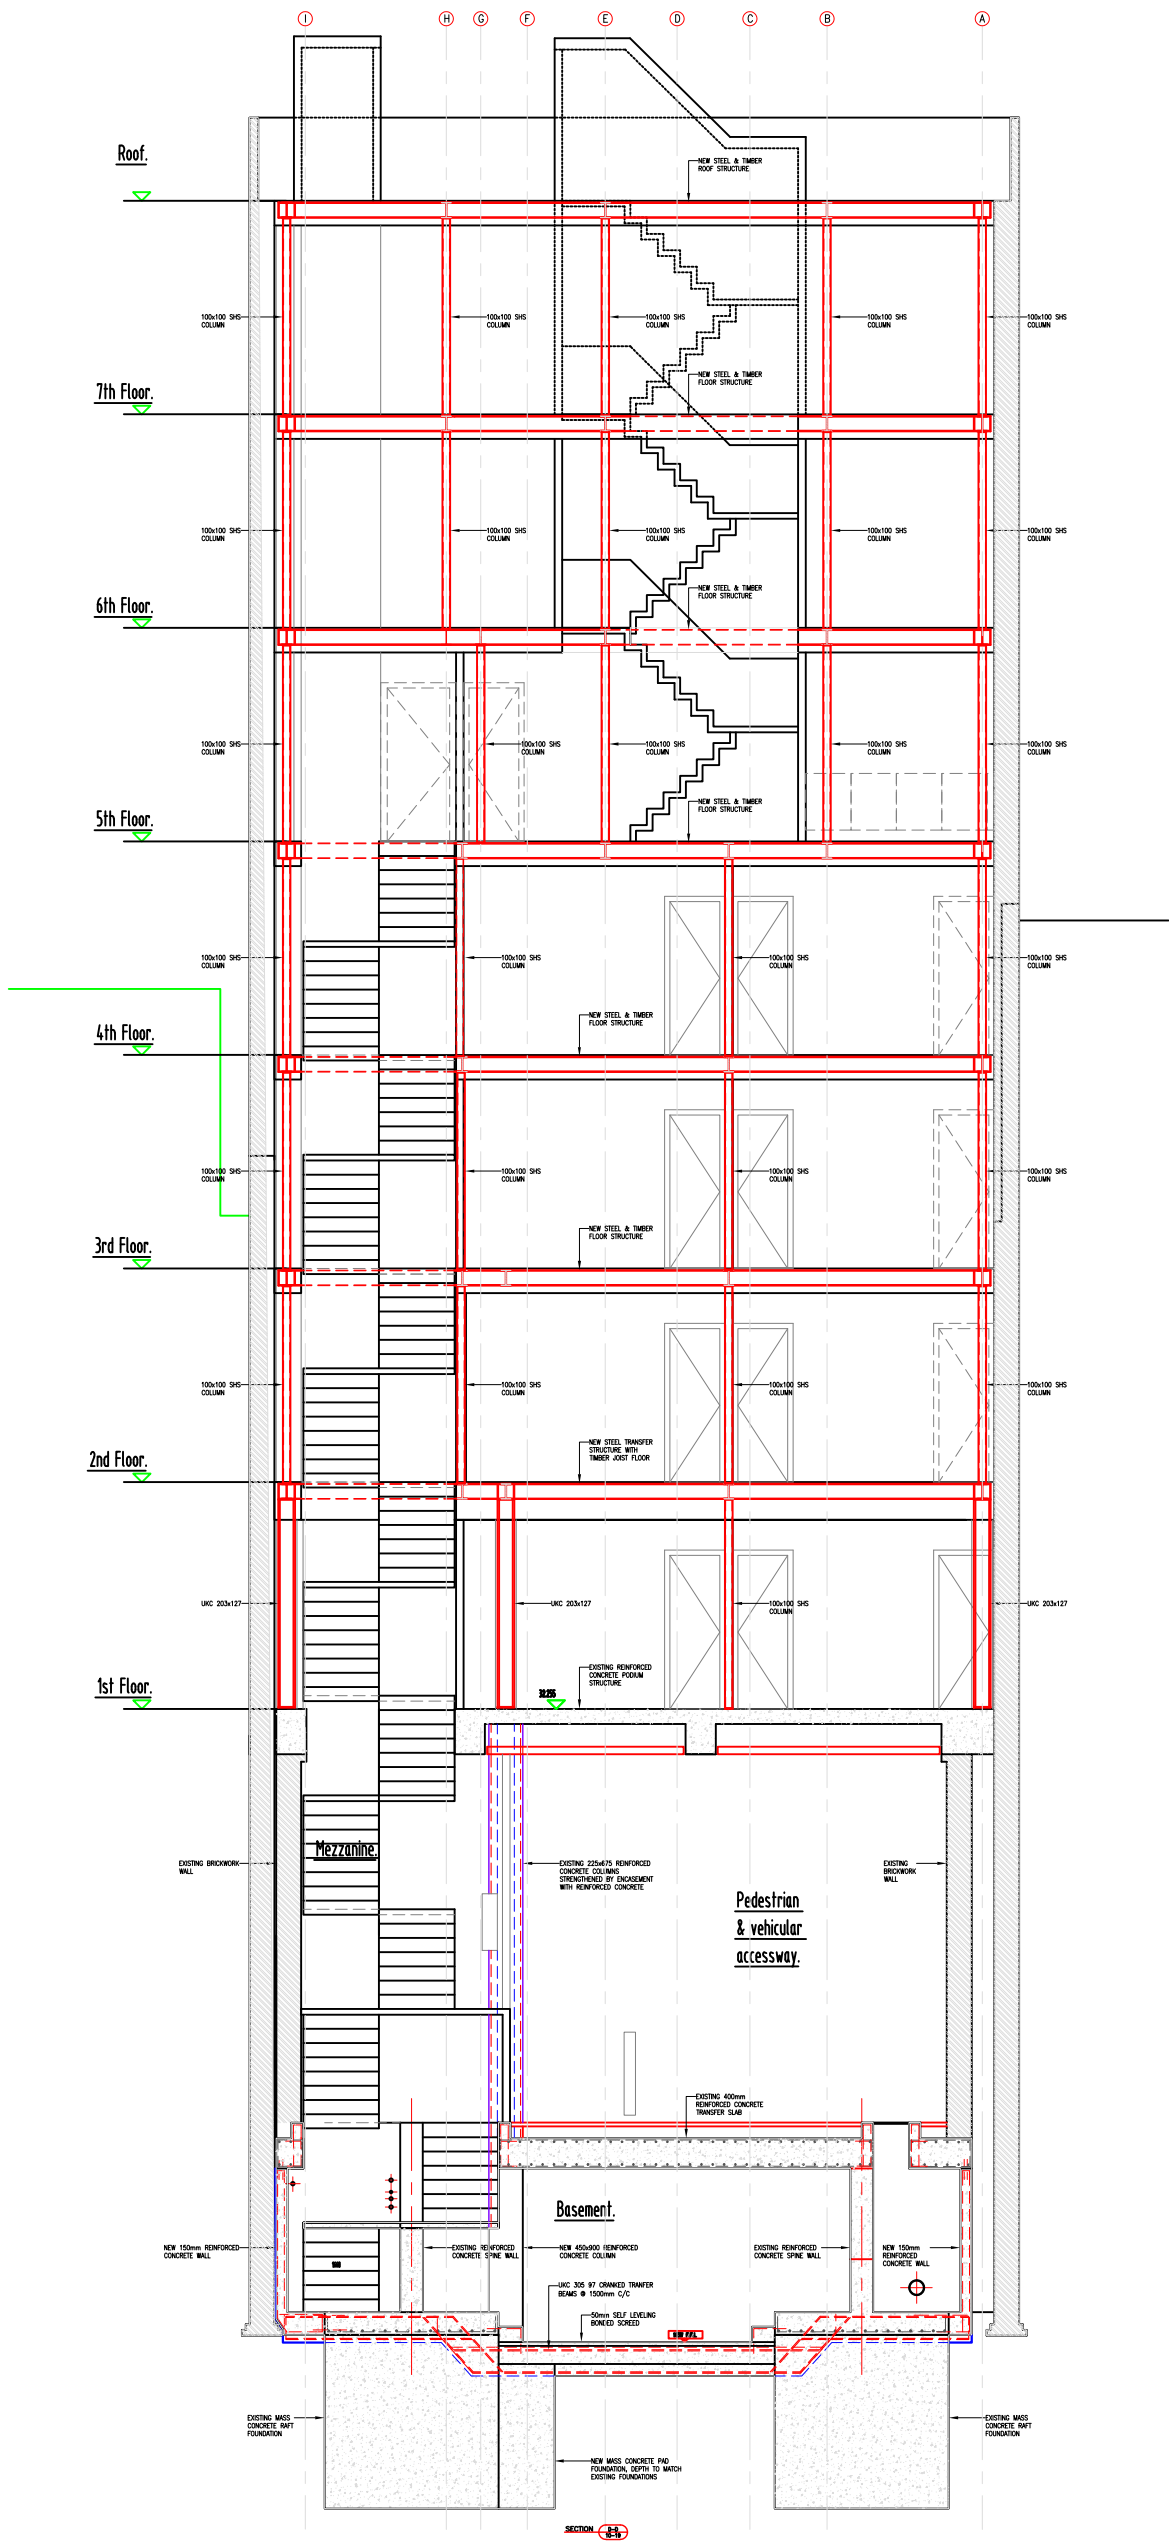 I H G F E D C B A
Roof.
NEW STEEL & TIMBER
ROOF STRUCTURE
100x100 SHS
COLUMN
100x100 SHS
COLUMN
100x100 SHS
COLUMN
100x100 SHS
COLUMN
100x100 SHS
COLUMN
7th Floor.
NEW STEEL & TIMBER
FLOOR STRUCTURE
100x100 SHS
COLUMN
100x100 SHS
COLUMN
100x100 SHS
COLUMN
100x100 SHS
COLUMN
100x100 SHS
COLUMN
6th Floor.
NEW STEEL & TIMBER
FLOOR STRUCTURE
100x100 SHS
COLUMN
100x100 SHS
COLUMN
100x100 SHS
COLUMN
100x100 SHS
COLUMN
100x100 SHS
COLUMN
5th Floor.
NEW STEEL & TIMBER
FLOOR STRUCTURE
100x100 SHS
COLUMN
100x100 SHS
COLUMN
100x100 SHS
COLUMN
100x100 SHS
COLUMN
4th Floor.
NEW STEEL & TIMBER
FLOOR STRUCTURE
100x100 SHS
COLUMN
100x100 SHS
COLUMN
100x100 SHS
COLUMN
100x100 SHS
COLUMN
3rd Floor.
NEW STEEL & TIMBER
FLOOR STRUCTURE
100x100 SHS
COLUMN
100x100 SHS
COLUMN
100x100 SHS
COLUMN
100x100 SHS
COLUMN
2nd Floor.
NEW STEEL TRANSFER
STRUCTURE WITH
TIMBER JOIST FLOOR
UKC 203x127
UKC 203x127
100x100 SHS
COLUMN
UKC 203x127
1st Floor.
EXISTING REINFORCED
CONCRETE PODIUM
STRUCTURE
32.255
Mezzanine.
EXISTING BRICKWORK
WALL
EXISTING 225x675 REINFORCED
CONCRETE COLUMNS
STRENGTHENED BY ENCASEMENT
WITH REINFORCED CONCRETE
EXISTING
BRICKWORK
WALL
Pedestrian
& vehicular
accessway.
EXISTING 400mm
REINFORCED CONCRETE
TRANSFER SLAB
Basement.
NEW 150mm REINFORCED
CONCRETE WALL
EXISTING REINFORCED
CONCRETE SPINE WALL
NEW 450x900 REINFORCED
CONCRETE COLUMN
EXISTING REINFORCED
CONCRETE SPINE WALL
NEW 150mm
REINFORCED
CONCRETE WALL
UKC 305 97 CRANKED TRANFER
BEAMS @ 1500mm C/C
50mm SELF LEVELING
BONDED SCREED
EXISTING MASS
CONCRETE RAFT
FOUNDATION
EXISTING MASS
CONCRETE RAFT
FOUNDATION
NEW MASS CONCRETE PAD
FOUNDATION, DEPTH TO MATCH
EXISTING FOUNDATIONS
SECTION D-D
10-19